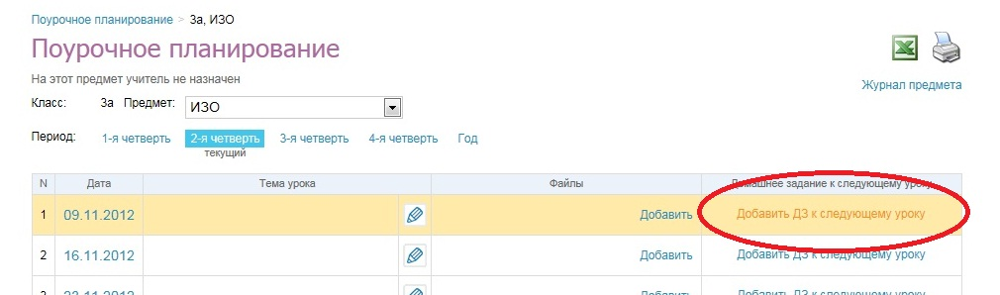 Поурочное планирование > 3а, ИЗО
Поурочное планирование
На этот предмет учитель не назначен
Журнал предмета
Класс: 3а Предмет: ИЗО
Период: 1-я четверть 2-я четверть 3-я четверть 4-я четверть Год
текущий
N Дата Тема урока Файлы Домашнее задание к следующему уроку
1 09.11.2012 Добавить Добавить ДЗ к следующему уроку
2 16.11.2012 Добавить Добавить ДЗ к следующему уроку
3 23.11.2012 Добавить Добавить ДЗ к следующему уроку